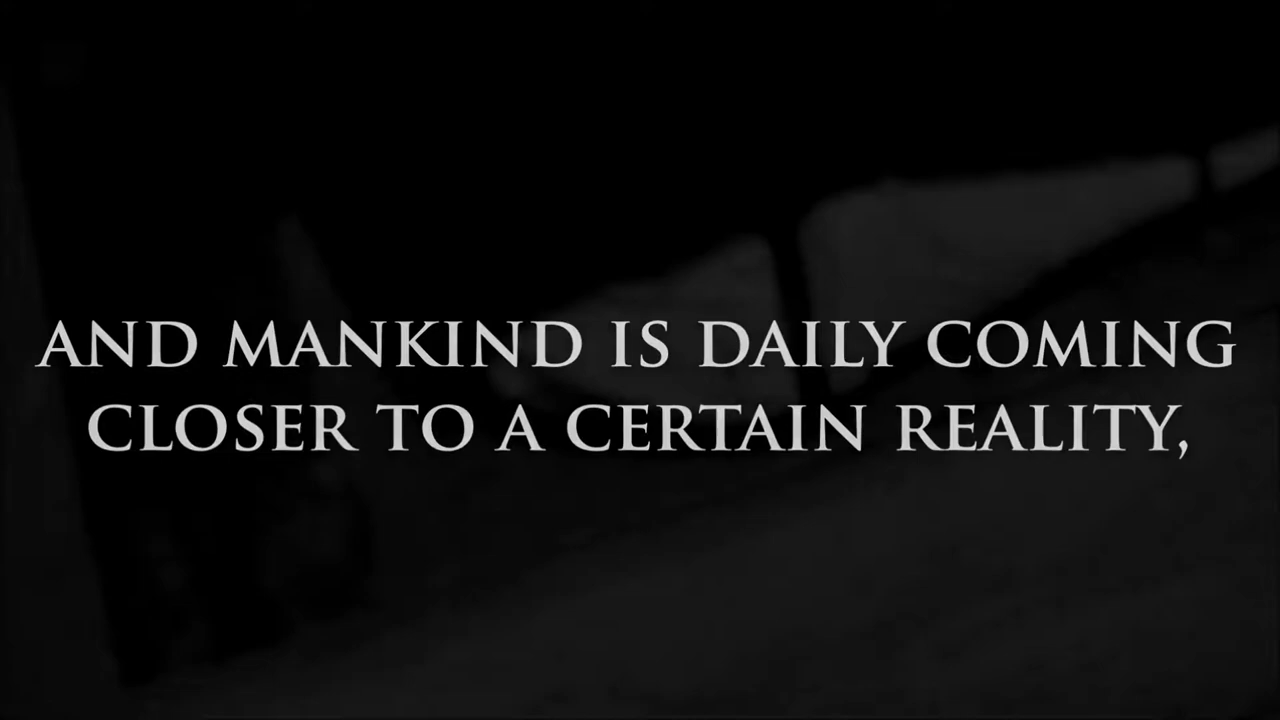 AND MANKIND IS DAILY COMING
CLOSER TO A CERTAIN REALITY,